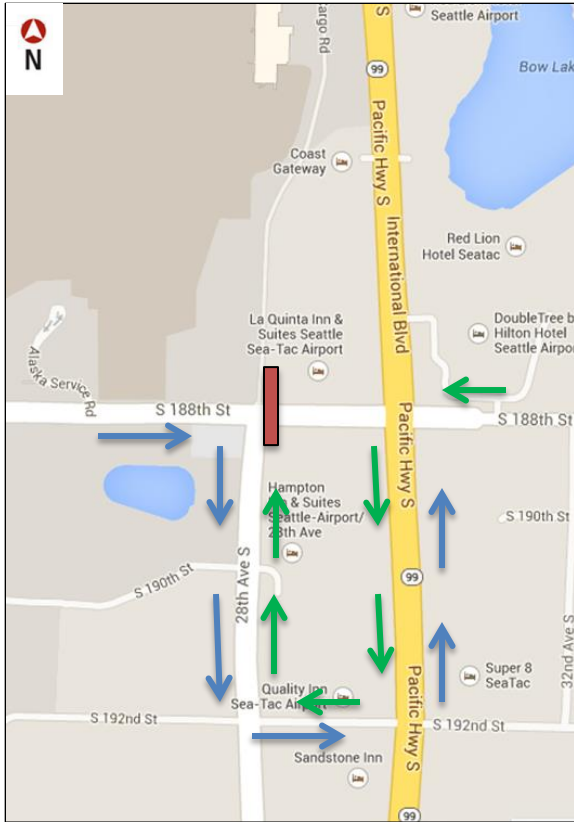 N
Seattle Airport
Cargo Rd
S
99
Bow Lak
Pacific Hwy S
Coast
Gateway
International Blvd
Red Lion
Hotel Seatac
La Quinta Inn &
Suites Seattle
Sea-Tac Airport
DoubleTree b
Hilton Hotel
Seattle Airpor
Alaska Service Rd
S 188th St
Pacific Hwy S
S 188th St
Hampton
Inn & Suites
Seattle-Airport/
28th Ave
S 190th St
S 190th St
28th Ave S
99
32nd Ave S
Super 8
SeaTac
Quality Inn
Sea-Tac Airport
Pacific Hwy S
S 192nd St
S 192nd St
Sandstone Inn
99